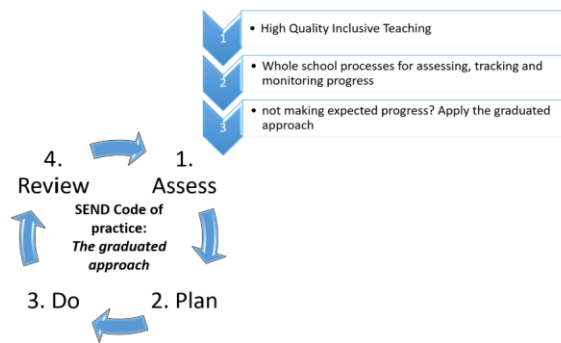 1
• High Quality Inclusive Teaching
2
• Whole school processes for assessing, tracking and
monitoring progress
3
• not making expected progress? Apply the graduated
approach
4.
Review
1.
Assess
SEND Code of
practice:
The graduated
approach
3. Do
2. Plan